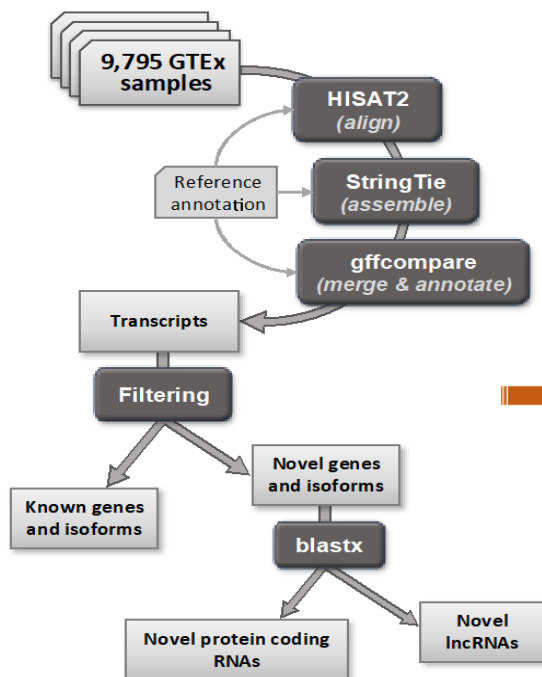 9,795 GTEx
samples
HISAT2
(align)
Reference
annotation
StringTie
(assemble)
gffcompare
(merge & annotate)
Transcripts
Filtering
Known genes
and isoforms
Novel genes
and isoforms
blastx
Novel protein coding
RNAs
Novel
lncRNAs